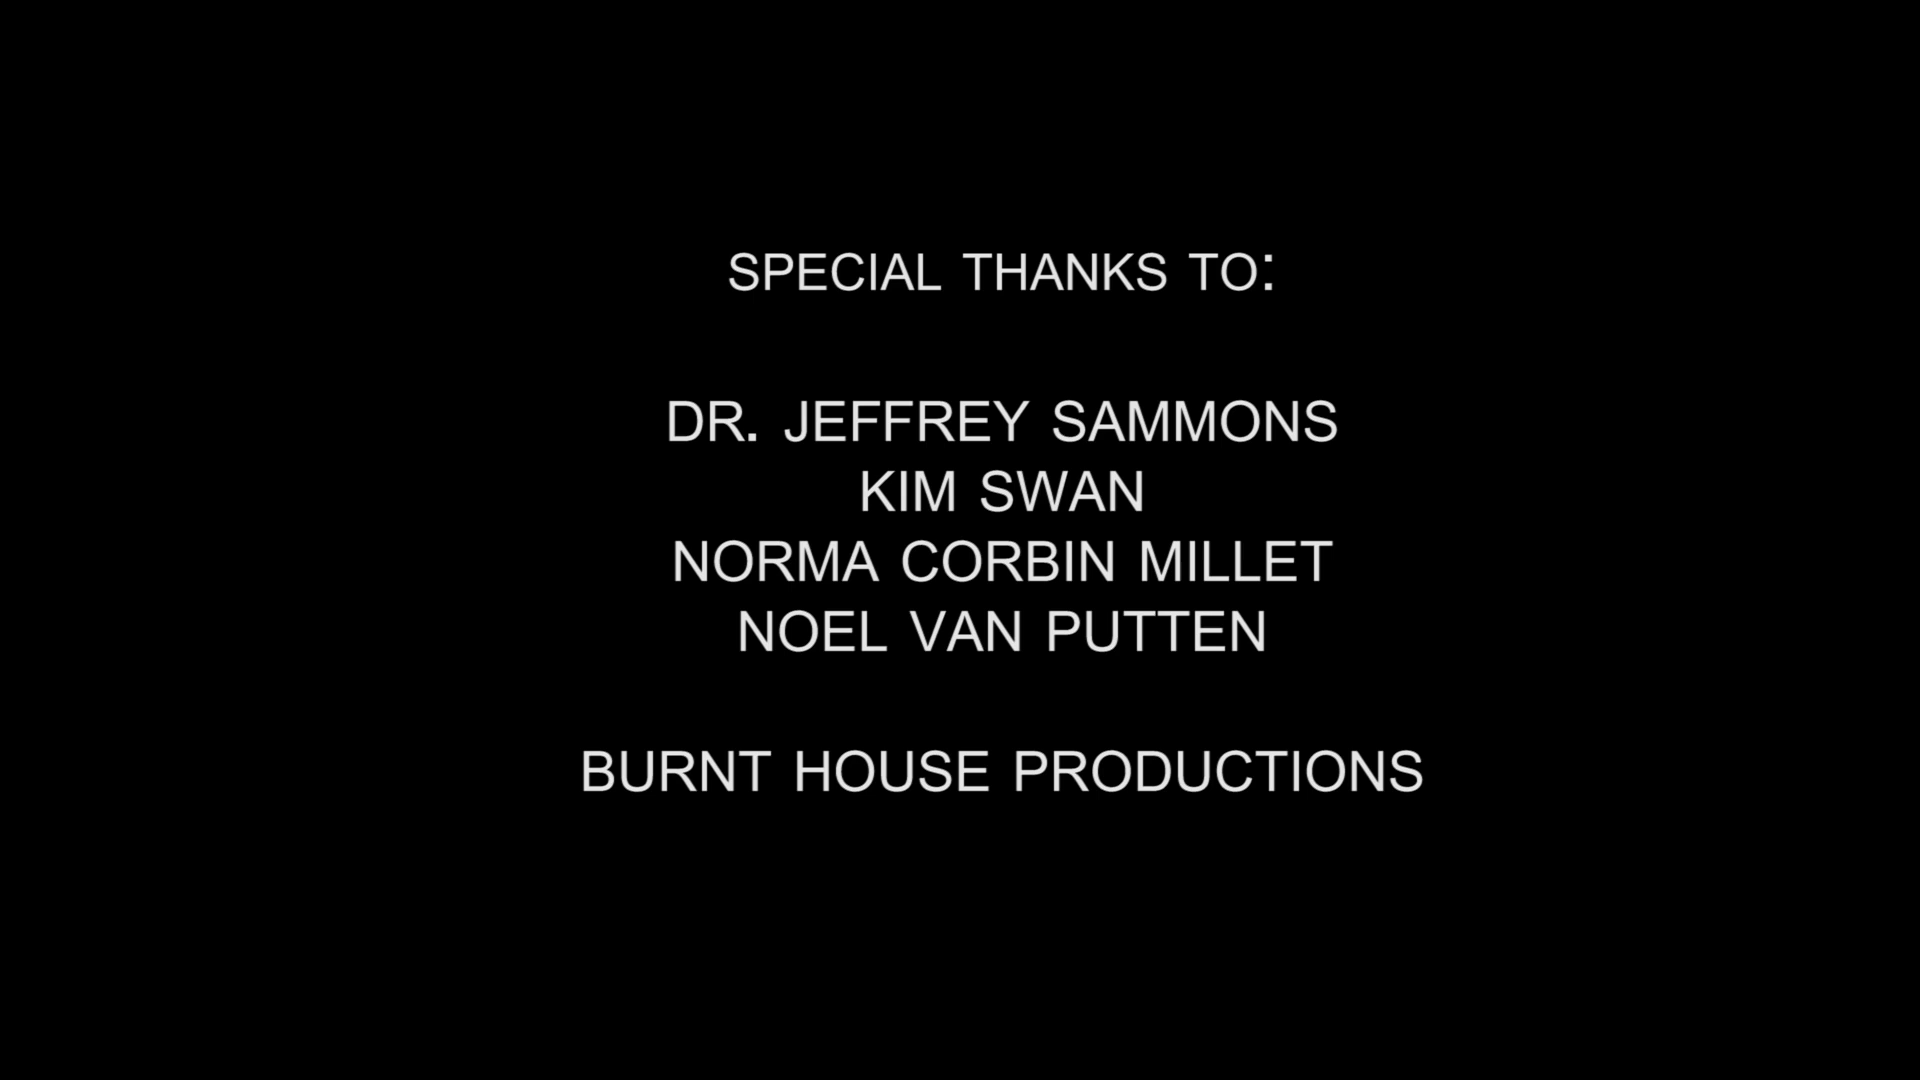 SPECIAL THANKS TO:
DR. JEFFREY SAMMONS
KIM SWAN
NORMA CORBIN MILLET
NOEL VAN PUTTEN
BURNT HOUSE PRODUCTIONS